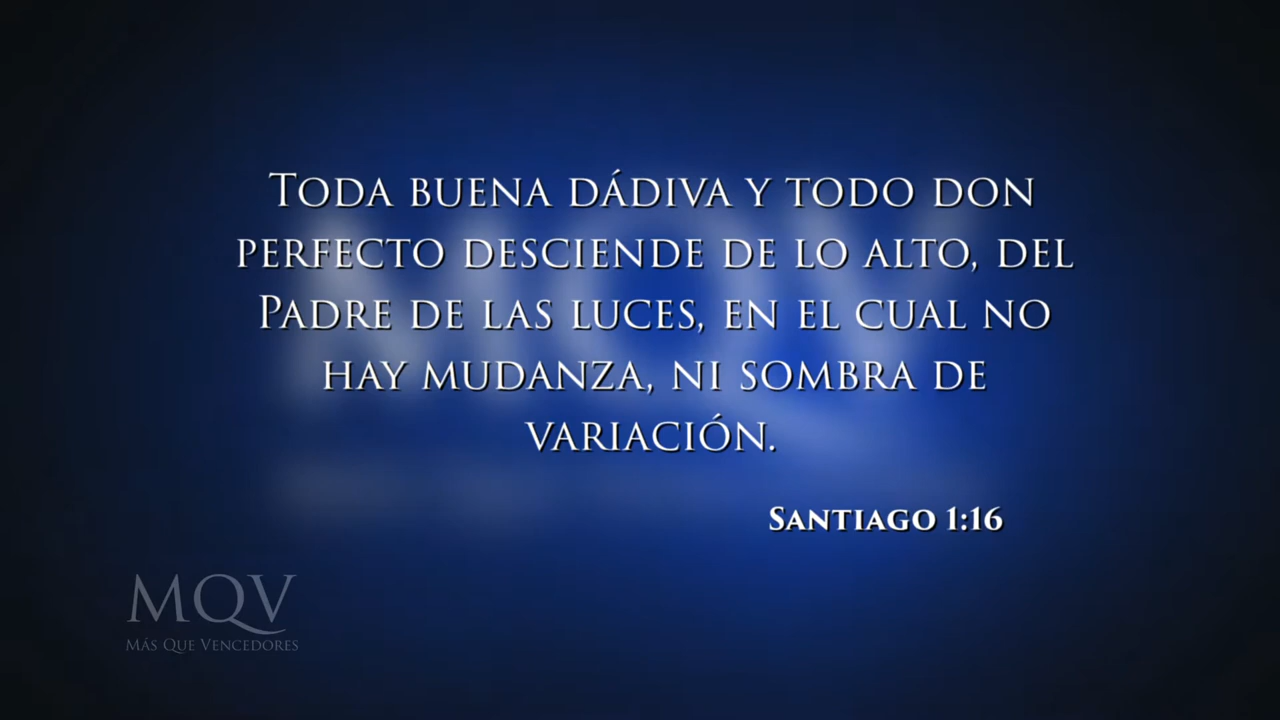 Toda buena dádiva y todo don
perfecto desciende de lo alto, del
Padre de las luces, en el cual no
hay mudanza, ni sombra de
variación.
Santiago 1:16
MQV
Más Que Vencedores